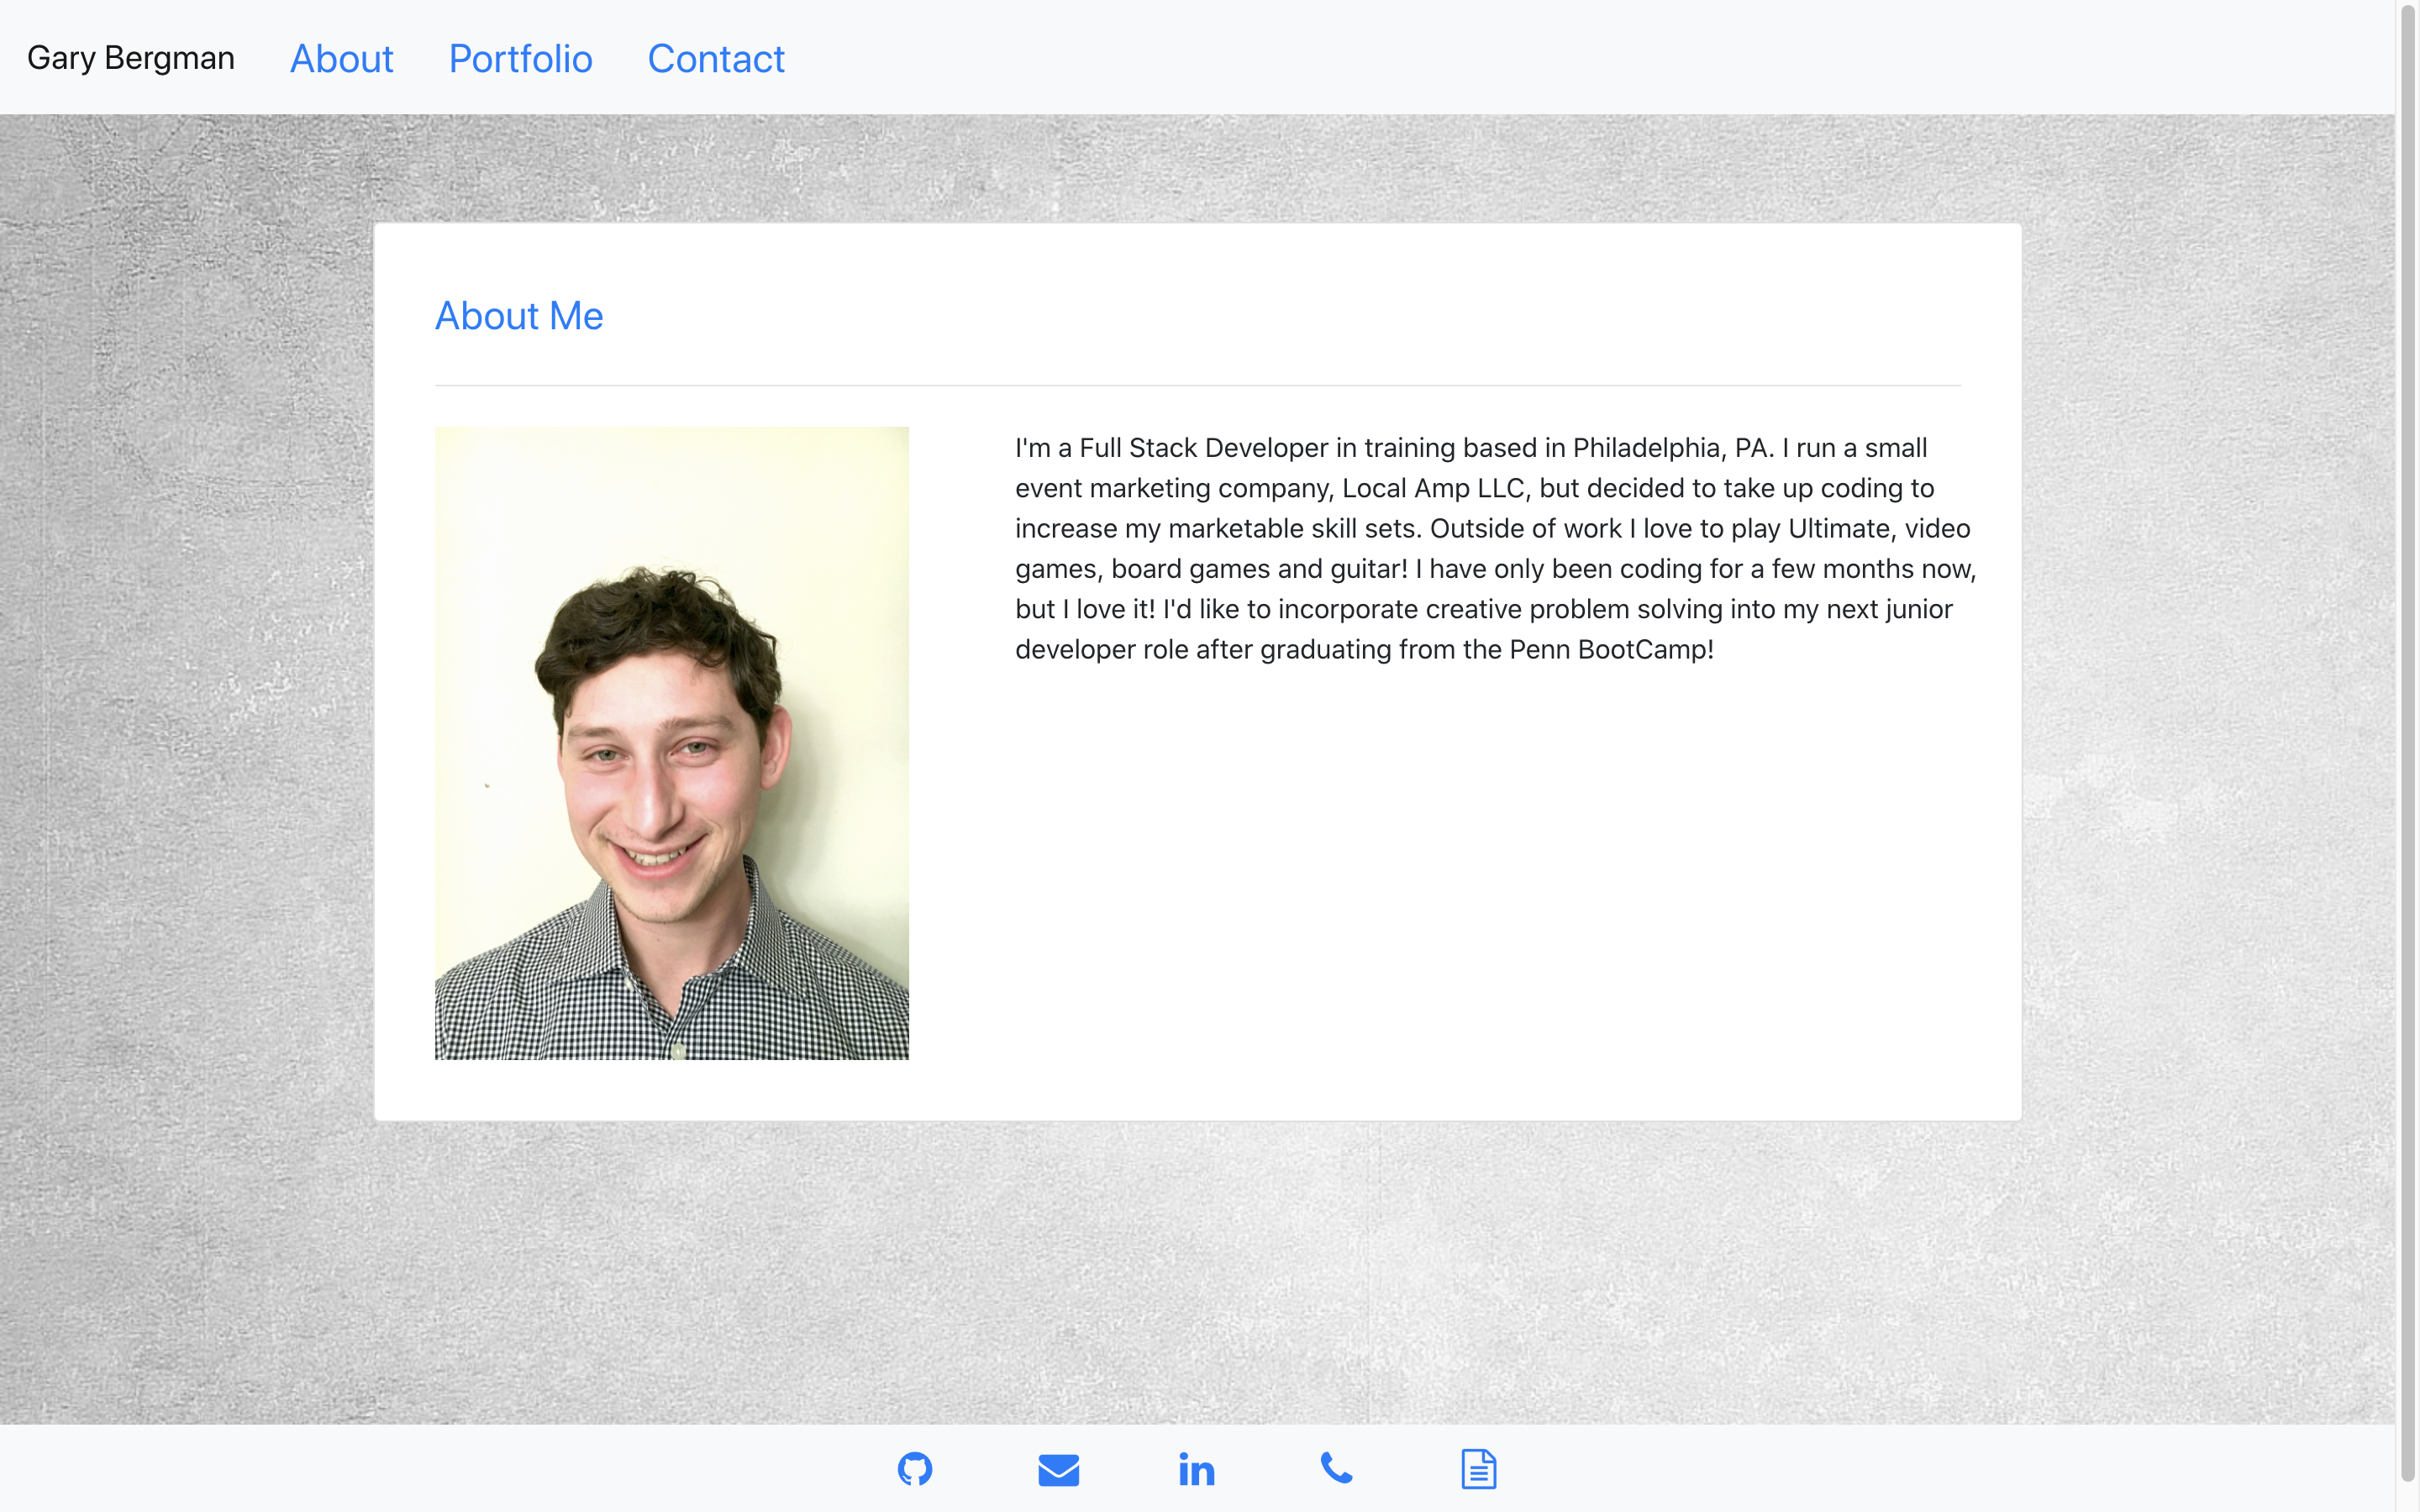 Gary Bergman About Portfolio Contact
About Me
I'm a Full Stack Developer in training based in Philadelphia, PA. I run a small
event marketing company, Local Amp LLC, but decided to take up coding to
increase my marketable skill sets. Outside of work I love to play Ultimate, video
games, board games and guitar! I have only been coding for a few months now,
but I love it! I'd like to incorporate creative problem solving into my next junior
developer role after graduating from the Penn BootCamp!